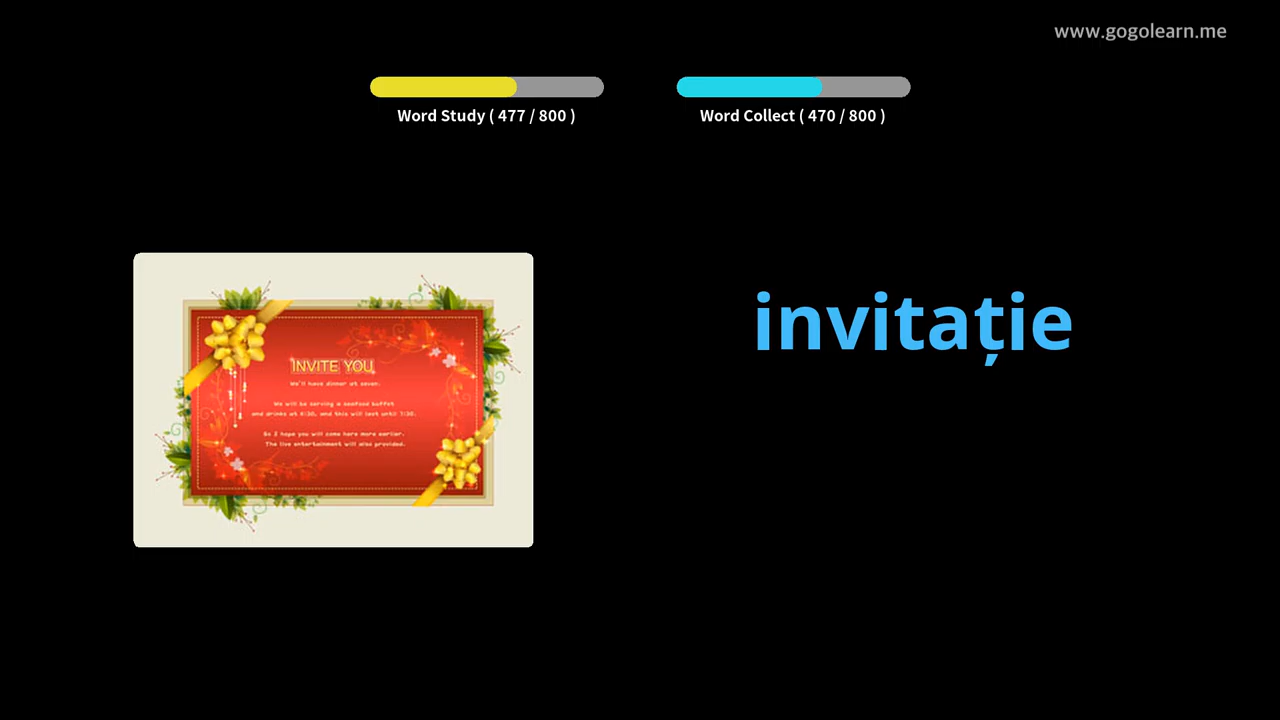 www.gogolearn.me
Word Study ( 477 / 800 )
Word Collect ( 470 / 800 )
INVITE YOU
We'll have dinner at seven.
We will be serving a seafood buffet
and drinks at 6:30, and this will last until 7:30.
So I hope you will come here more earlier.
The live entertainment will also provided.
invitație